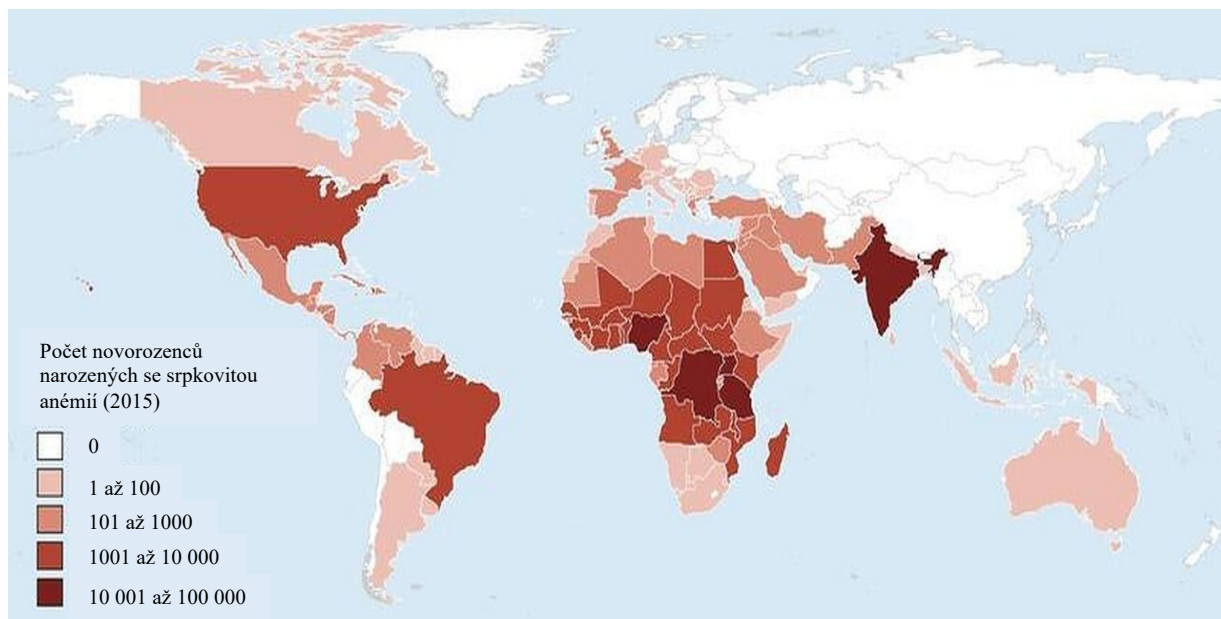 Počet novorozenců
narozených se srpkovitou
anémií (2015)
0
1 až 100
101 až 1000
1001 až 10 000
10 001 až 100 000